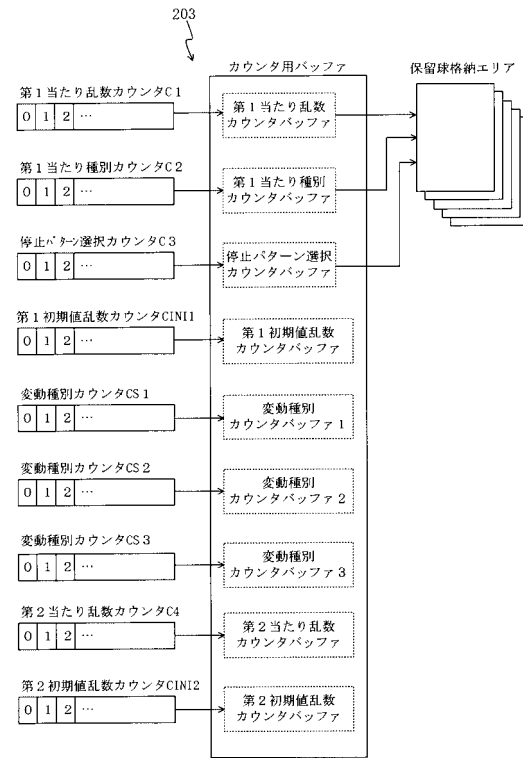 203
カウンタ用バッファ
保留球格納エリア
第1当たり乱数カウンタC1
0 1 2 …
第1当たり乱数
カウンタバッファ
第1当たり種別カウンタC2
0 1 2 …
第1当たり種別
カウンタバッファ
停止パターン選択カウンタC3
0 1 2 …
停止パターン選択
カウンタバッファ
第1初期値乱数カウンタCINI1
0 1 2 …
第1初期値乱数
カウンタバッファ
変動種別カウンタCS1
0 1 2 …
変動種別
カウンタバッファ1
変動種別カウンタCS2
0 1 2 …
変動種別
カウンタバッファ2
変動種別カウンタCS3
0 1 2 …
変動種別
カウンタバッファ3
第2当たり乱数カウンタC4
0 1 2 …
第2当たり乱数
カウンタバッファ
第2初期値乱数カウンタCINI2
0 1 2 …
第2初期値乱数
カウンタバッファ